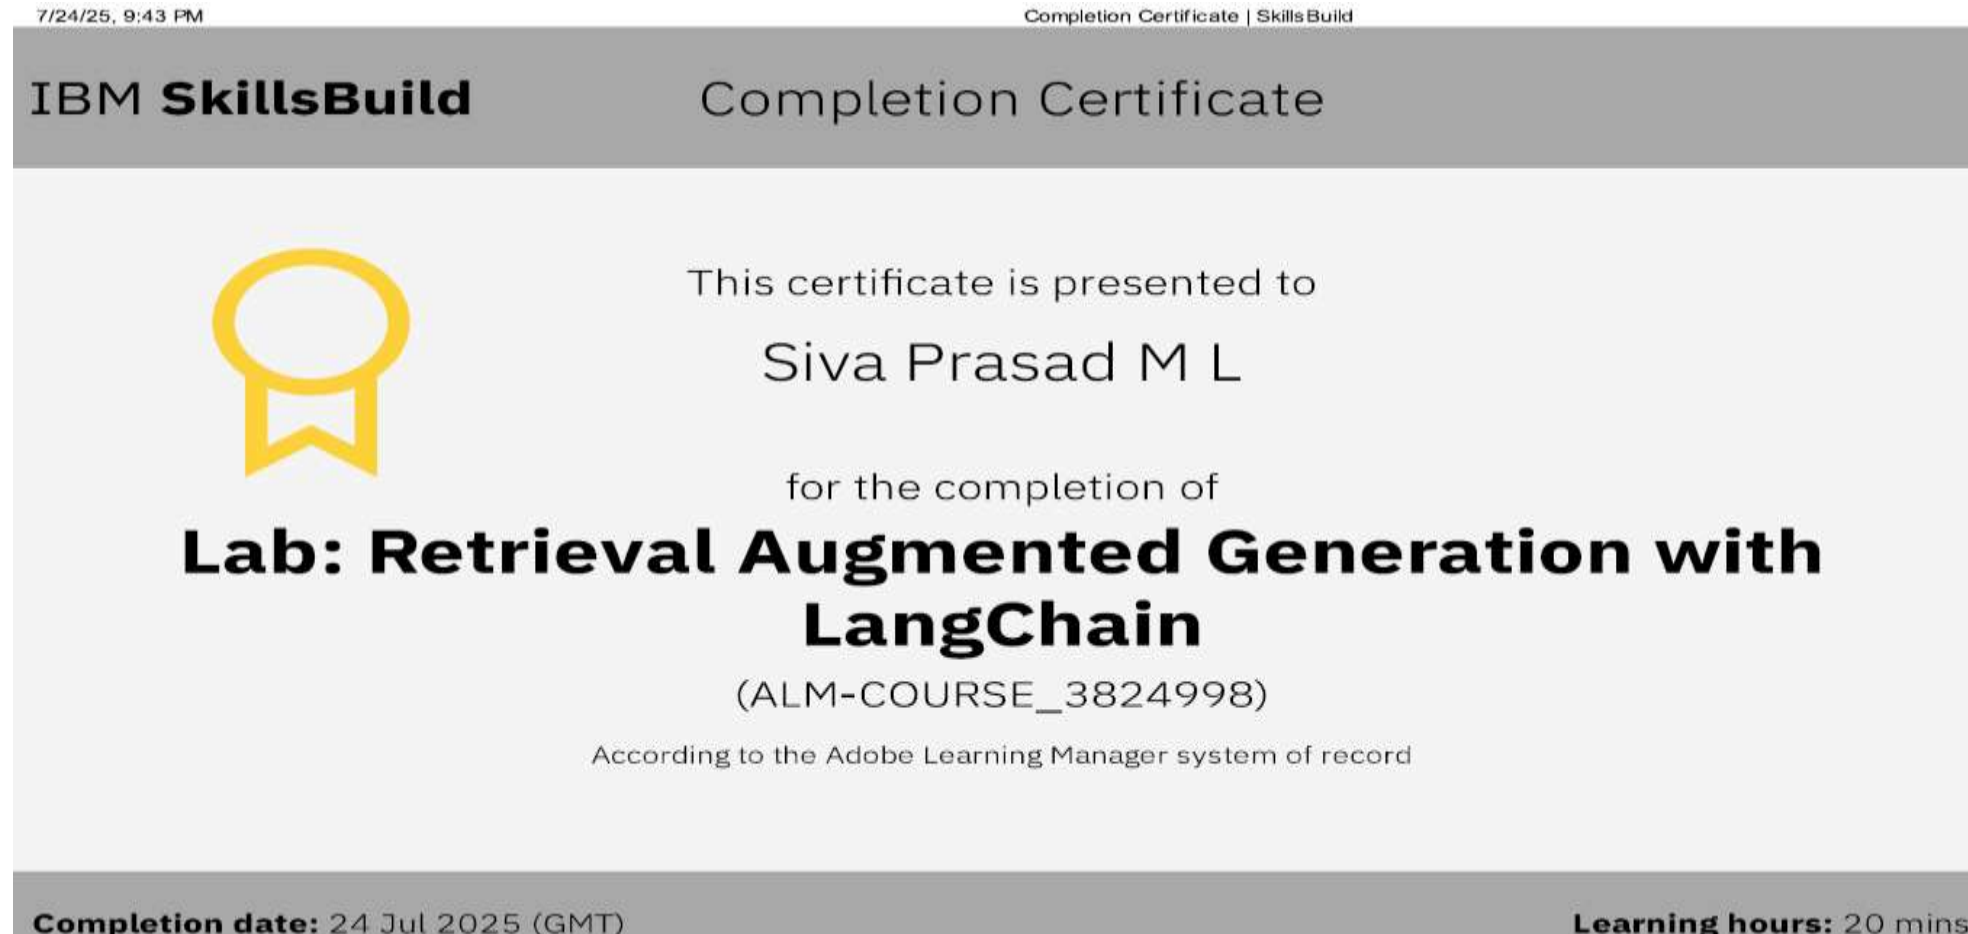 7/24/25, 9:43 PM
Completion Certificate | SkillsBuild
IBM SkillsBuild
Completion Certificate
This certificate is presented to
Siva Prasad M L
for the completion of
Lab: Retrieval Augmented Generation with
LangChain
(ALM-COURSE_3824998)
According to the Adobe Learning Manager system of record
Completion date: 24 Jul 2025 (GMT)
Learning hours: 20 mins